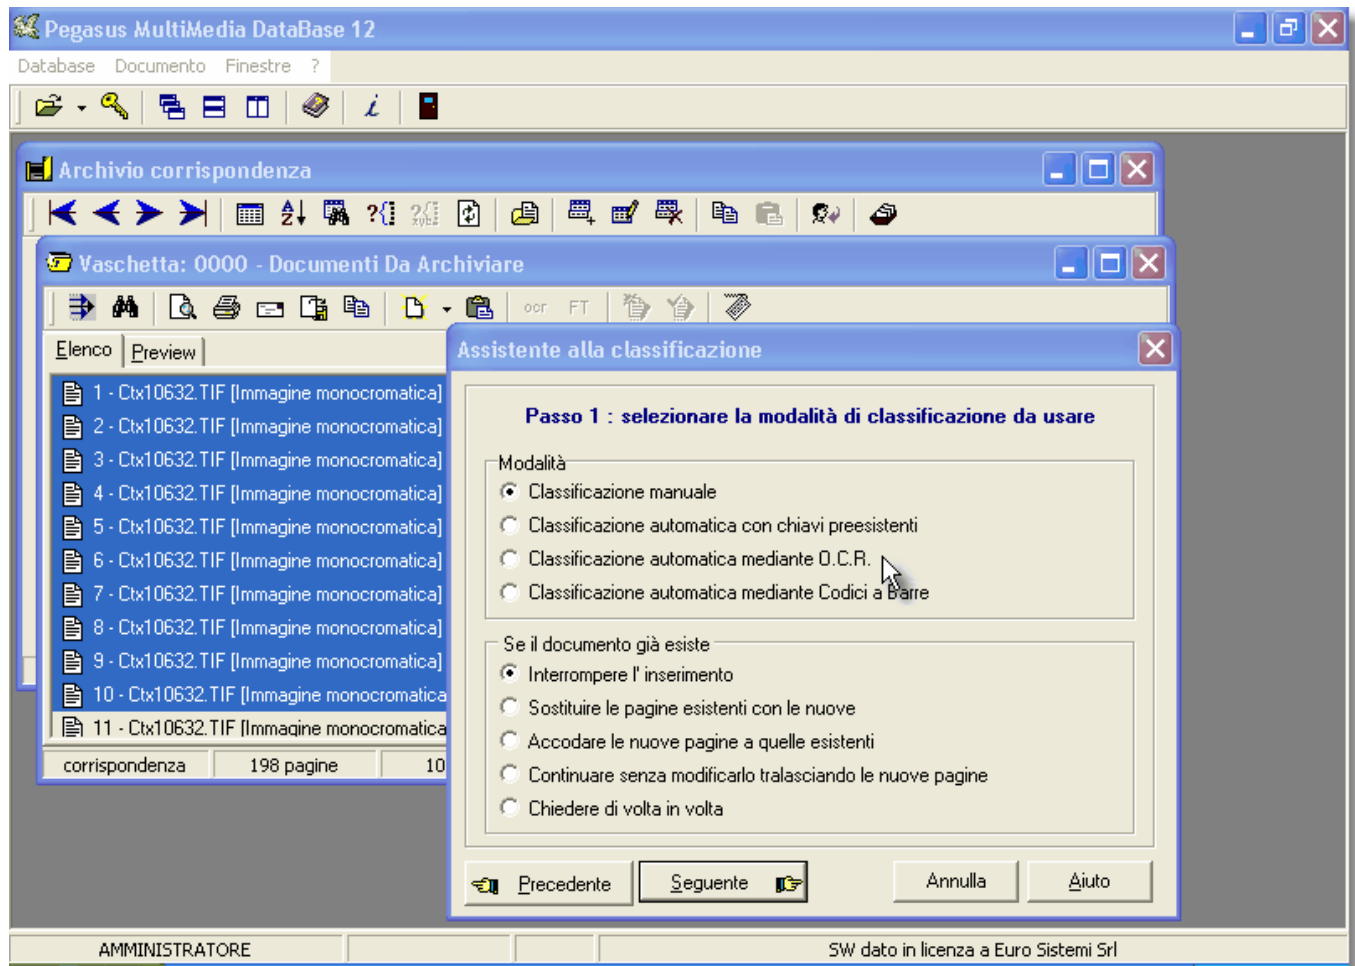 Pegasus MultiMedia DataBase 12
Database Documento Finestre ?
Archivio corrispondenza
Vaschetta: 0000 - Documenti Da Archiviare
ocr FT
Elenco Preview
1 - Ctx10632.TIF [Immagine monocromatica]
2 - Ctx10632.TIF [Immagine monocromatica]
3 - Ctx10632.TIF [Immagine monocromatica]
4 - Ctx10632.TIF [Immagine monocromatica]
5 - Ctx10632.TIF [Immagine monocromatica]
6 - Ctx10632.TIF [Immagine monocromatica]
7 - Ctx10632.TIF [Immagine monocromatica]
8 - Ctx10632.TIF [Immagine monocromatica]
9 - Ctx10632.TIF [Immagine monocromatica]
10 - Ctx10632.TIF [Immagine monocromatica
11 - Ctx10632.TIF [Immagine monocromatica
corrispondenza 198 pagine 10
Assistente alla classificazione
Passo 1 : selezionare la modalità di classificazione da usare
Modalità
Classificazione manuale
Classificazione automatica con chiavi preesistenti
Classificazione automatica mediante O.C.R.
Classificazione automatica mediante Codici a Barre
Se il documento già esiste
Interrompere l' inserimento
Sostituire le pagine esistenti con le nuove
Accodare le nuove pagine a quelle esistenti
Continuare senza modificarlo tralasciando le nuove pagine
Chiedere di volta in volta
Precedente Seguente Annulla Aiuto
AMMINISTRATORE SW dato in licenza a Euro Sistemi Srl